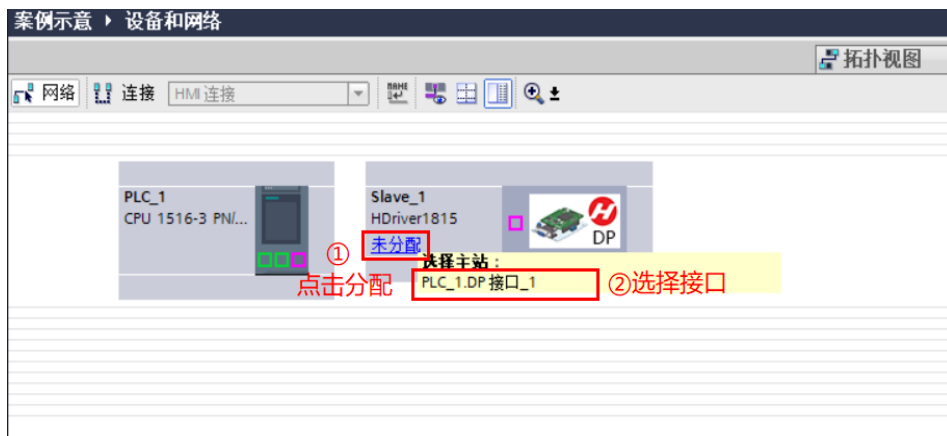 案例示意 ▸ 设备和网络
拓扑视图
网络 连接 HMI 连接
PLC_1
CPU 1516-3 PN/...
Slave_1
HDriver1815
DP
未分配
①
点击分配
选择主站：
PLC_1.DP 接口_1
②选择接口